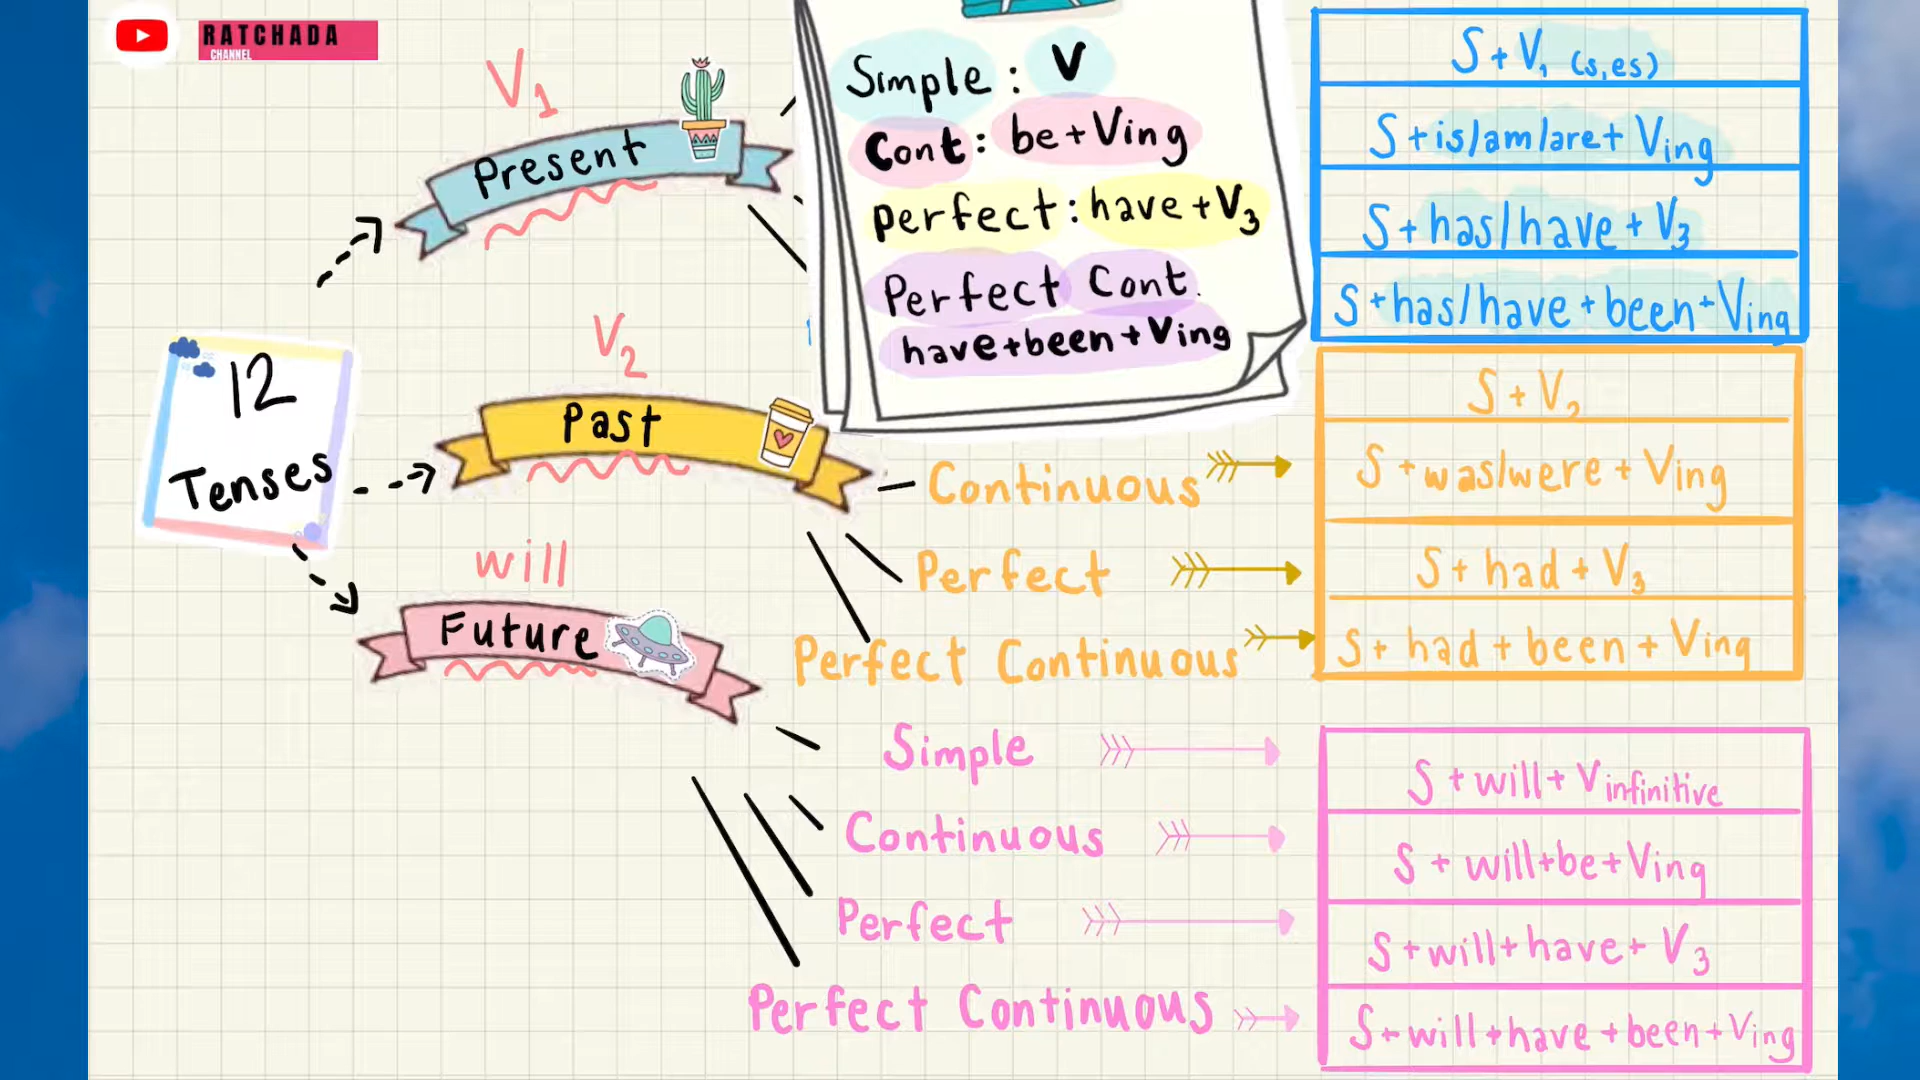 RATCHADA
CHANNEL
12
Tenses
V1
Present
V2
Past
will
Future
Simple : V
Cont : be + Ving
perfect : have + V3
Perfect Cont.
have+been+Ving
S + V1 (s,es)
S + is/am/are + Ving
S + has/have + V3
S + has/have + been + Ving
S + V2
Continuous
S + was/were + Ving
Perfect
S + had + V3
Perfect Continuous
S + had + been + Ving
Simple
S + will + V infinitive
Continuous
S + will + be + Ving
Perfect
S + will + have + V3
Perfect Continuous
S + will + have + been + Ving